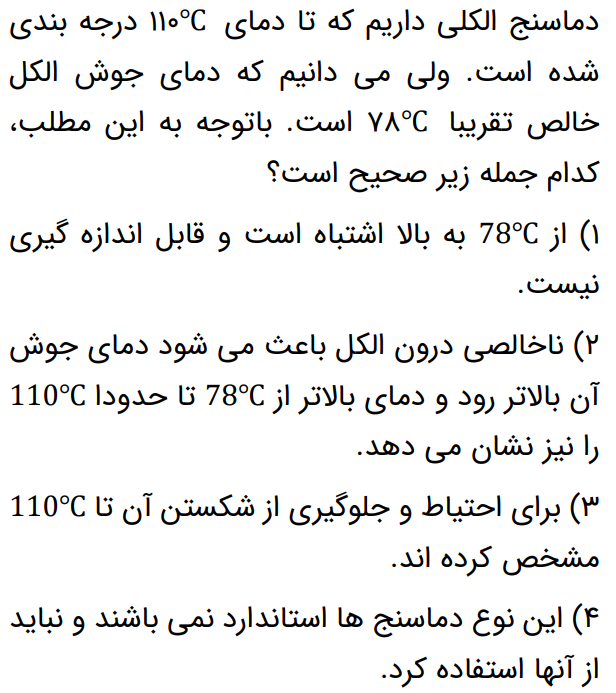 دماسنج الکلی داریم که تا دمای ۱۱۰°C درجه بندی
شده است. ولی می دانیم که دمای جوش الکل
خالص تقریبا ۷۸°C است. باتوجه به این مطلب،
کدام جمله زیر صحیح است؟
۱) از 78°C به بالا اشتباه است و قابل اندازه گیری
نیست.
۲) ناخالصی درون الکل باعث می شود دمای جوش
آن بالاتر رود و دمای بالاتر از 78°C تا حدودا 110°C
را نیز نشان می دهد.
۳) برای احتیاط و جلوگیری از شکستن آن تا 110°C
مشخص کرده اند.
۴) این نوع دماسنج ها استاندارد نمی باشند و نباید
از آنها استفاده کرد.